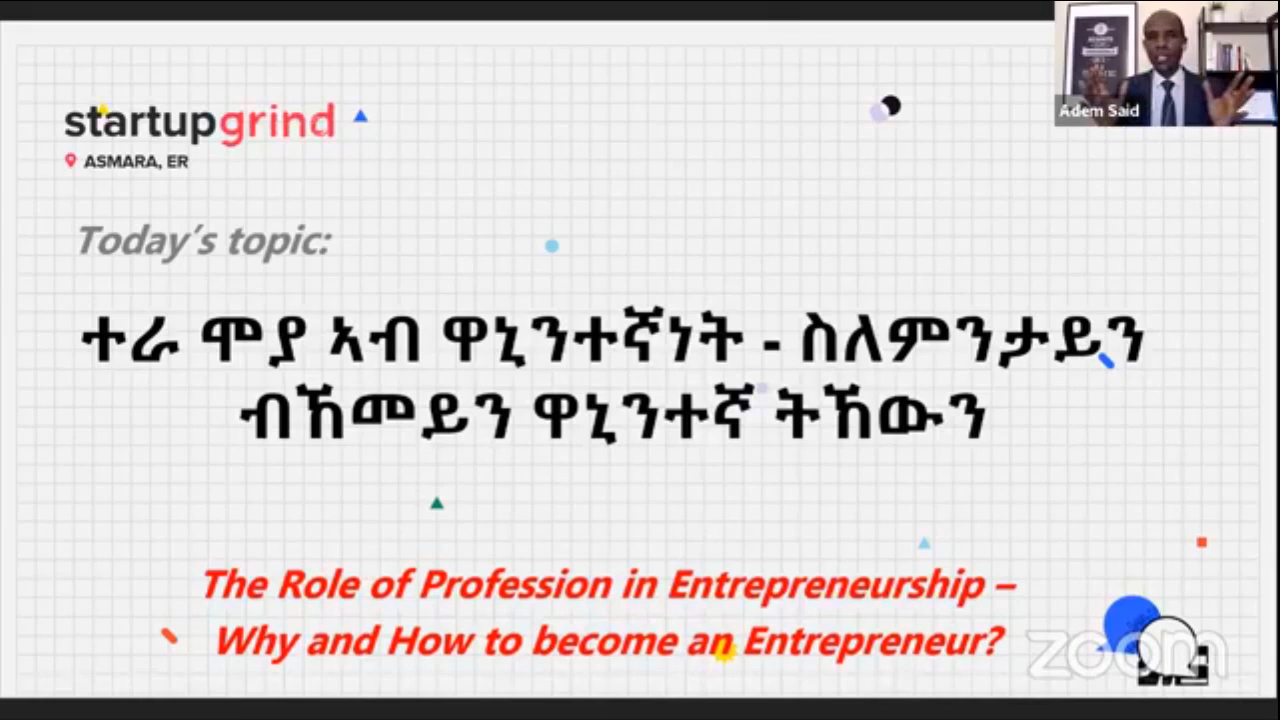 startupgrind
ASMARA, ER
Adem Said
Today's topic:
ተራ ሞያ ኣብ ዋኒንተኛነት - ስለምንታይን
ብኸመይን ዋኒንተኛ ትኸውን
The Role of Profession in Entrepreneurship –
Why and How to become an Entrepreneur?
zoom